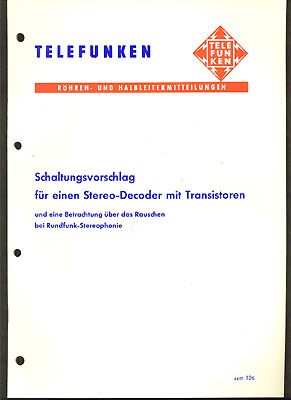 TELEFUNKEN
TELE
FUN
KEN
RÖHREN- UND HALBLEITERMITTEILUNGEN
Schaltungsvorschlag
für einen Stereo-Decoder mit Transistoren
und eine Betrachtung über das Rauschen
bei Rundfunk-Stereophonie
126